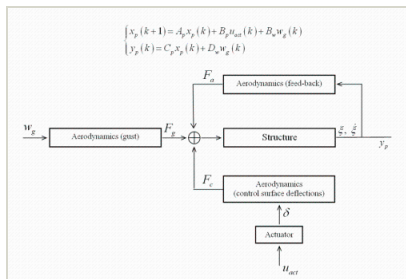 x_p(k+1) = A_p x_p(k) + B_p u_act(k) + B_w w_g(k)
y_p(k) = C_p x_p(k) + D_w w_g(k)
F_a
Aerodynamics (feed-back)
w_g
Aerodynamics (gust)
F_g
Structure
y_p
F_c
Aerodynamics
(control surface deflections)
δ
Actuator
u_act